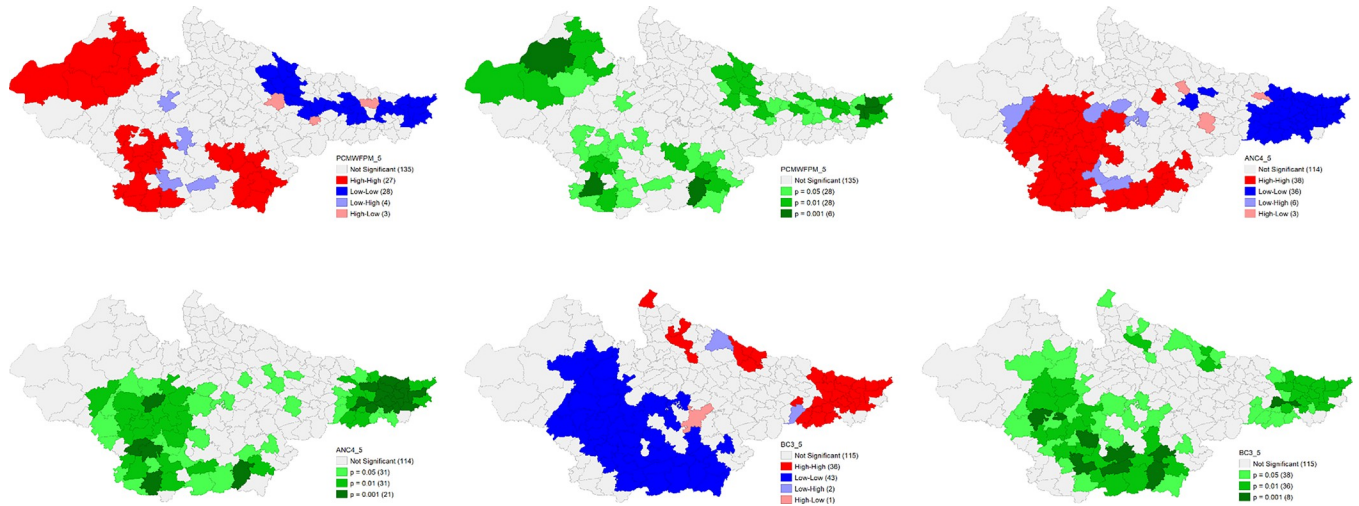 PCMWFPM_5
Not Significant (135)
High-High (27)
Low-Low (28)
Low-High (4)
High-Low (3)
PCMWFPM_5
Not Significant (135)
p = 0.05 (28)
p = 0.01 (28)
p = 0.001 (6)
ANC4_5
Not Significant (114)
High-High (38)
Low-Low (36)
Low-High (6)
High-Low (3)
ANC4_5
Not Significant (114)
p = 0.05 (31)
p = 0.01 (31)
p = 0.001 (21)
BC3_5
Not Significant (115)
High-High (36)
Low-Low (43)
Low-High (2)
High-Low (1)
BC3_5
Not Significant (115)
p = 0.05 (38)
p = 0.01 (36)
p = 0.001 (8)